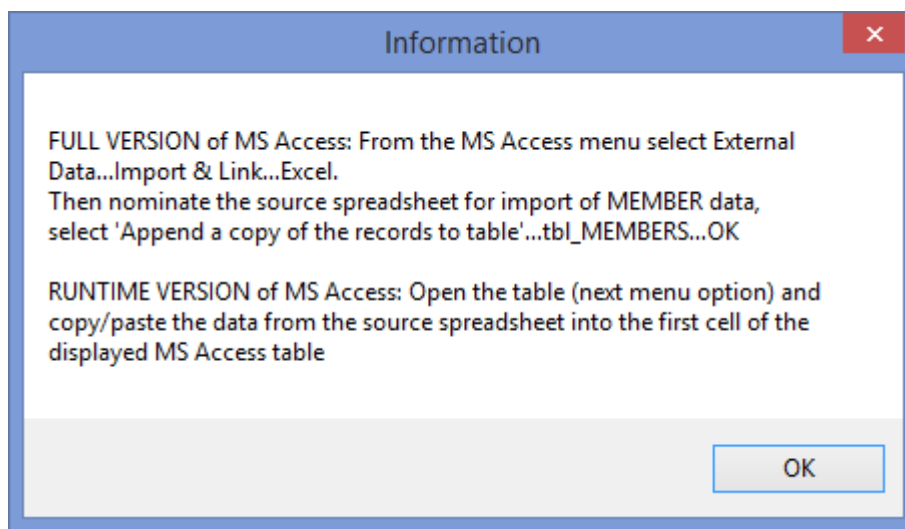 Information
FULL VERSION of MS Access: From the MS Access menu select External
Data...Import & Link...Excel.
Then nominate the source spreadsheet for import of MEMBER data,
select 'Append a copy of the records to table'...tbl_MEMBERS...OK
RUNTIME VERSION of MS Access: Open the table (next menu option) and
copy/paste the data from the source spreadsheet into the first cell of the
displayed MS Access table
OK